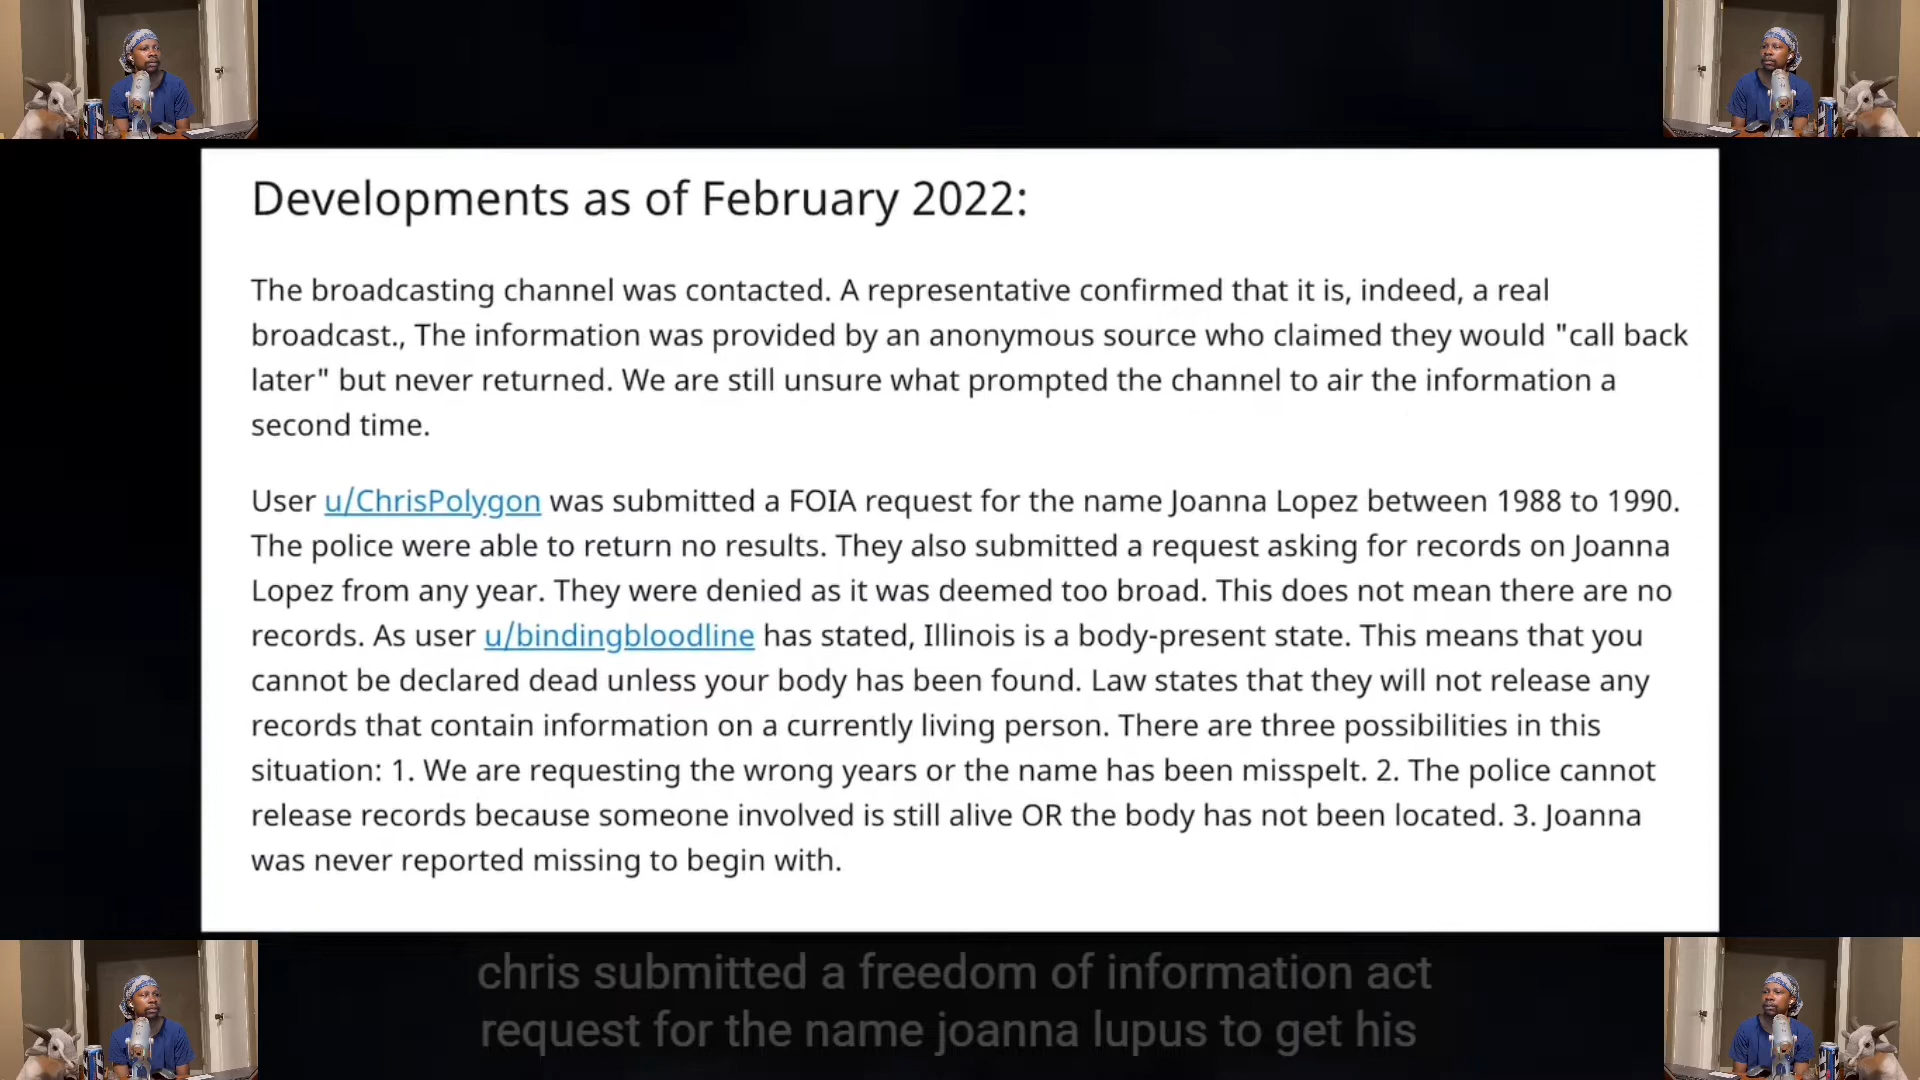 Developments as of February 2022:
The broadcasting channel was contacted. A representative confirmed that it is, indeed, a real
broadcast., The information was provided by an anonymous source who claimed they would "call back
later" but never returned. We are still unsure what prompted the channel to air the information a
second time.
User u/ChrisPolygon was submitted a FOIA request for the name Joanna Lopez between 1988 to 1990.
The police were able to return no results. They also submitted a request asking for records on Joanna
Lopez from any year. They were denied as it was deemed too broad. This does not mean there are no
records. As user u/bindingbloodline has stated, Illinois is a body-present state. This means that you
cannot be declared dead unless your body has been found. Law states that they will not release any
records that contain information on a currently living person. There are three possibilities in this
situation: 1. We are requesting the wrong years or the name has been misspelt. 2. The police cannot
release records because someone involved is still alive OR the body has not been located. 3. Joanna
was never reported missing to begin with.
chris submitted a freedom of information act
request for the name joanna lupus to get his